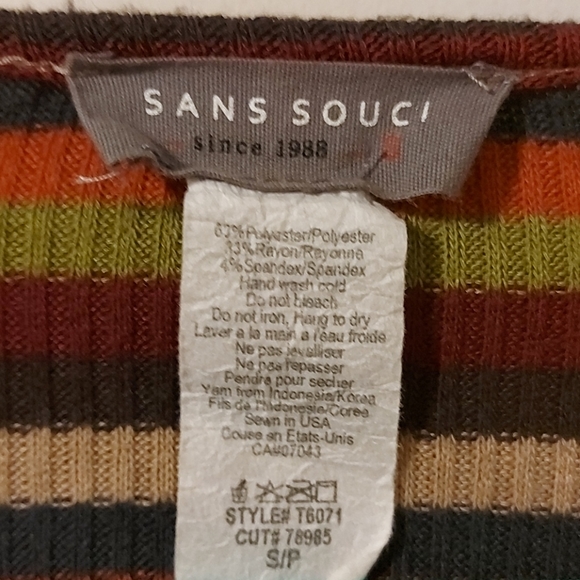 SANS SOUCI
since 1988
63% Polyester/Polyester
33% Rayon/Rayonne
4% Spandex/Spandex
Hand wash cold
Do not bleach
Do not iron, Hang to dry
Laver a la main a l'eau froide
Ne pas
Ne pas repasser
Pendre pour secher
Yarn from Indonesia/Korea
Fils de l'Indonesie/Coree
Sewn in USA
Couse en Etats-Unis
CA#07043
STYLE# T6071
CUT# 78985
S/P